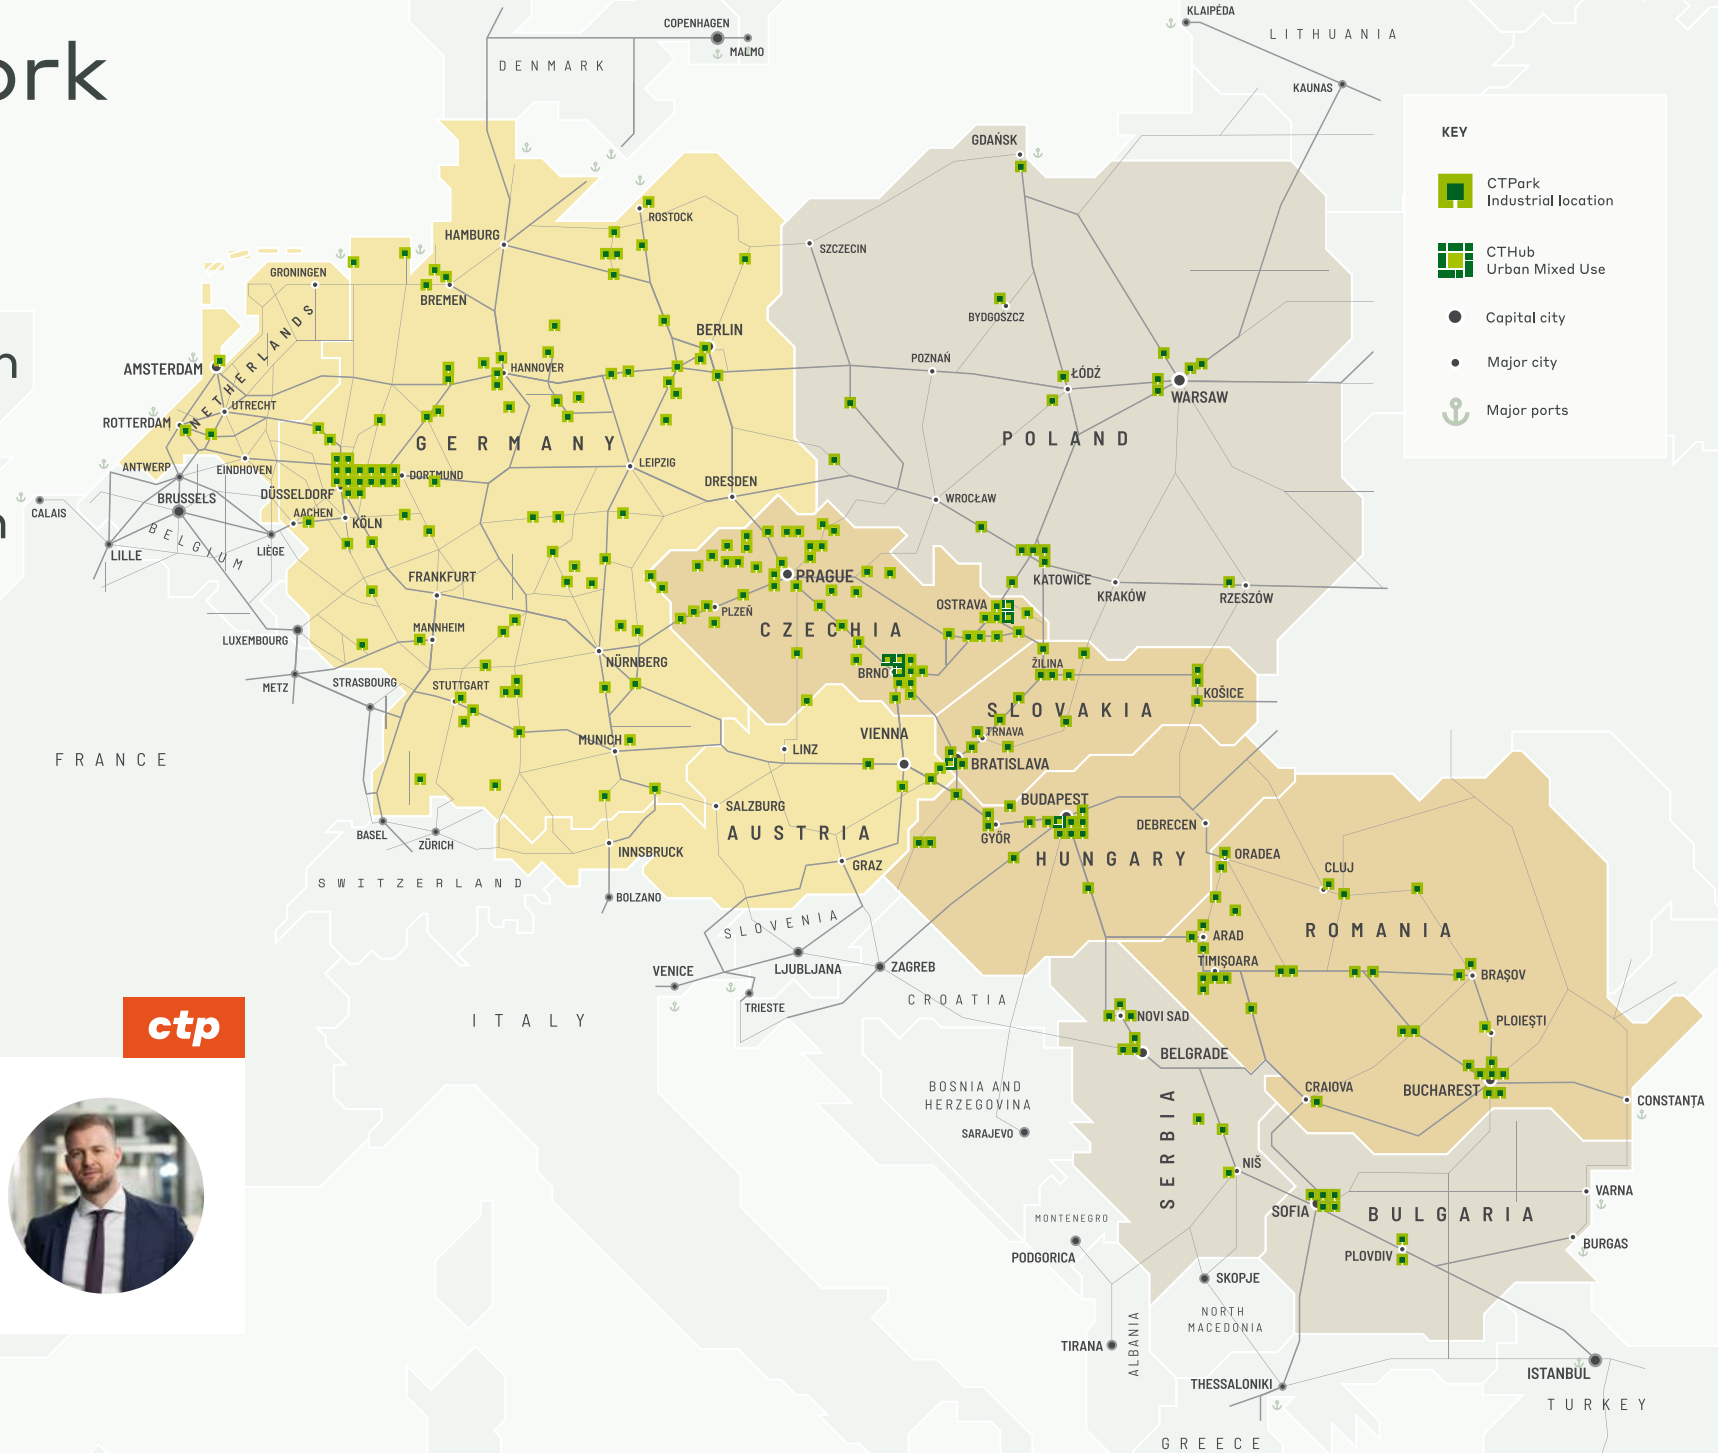 ork
n
n
ctp
KEY
CTPark
Industrial location
CTHub
Urban Mixed Use
Capital city
Major city
Major ports
KLAIPĖDA
LITHUANIA
COPENHAGEN
MALMO
DENMARK
KAUNAS
GDAŃSK
ROSTOCK
HAMBURG
SZCZECIN
GRONINGEN
BREMEN
BYDGOSZCZ
NETHERLANDS
BERLIN
AMSTERDAM
HANNOVER
POZNAŃ
ŁÓDŹ
WARSAW
UTRECHT
ROTTERDAM
GERMANY
POLAND
ANTWERP
EINDHOVEN
DORTMUND
LEIPZIG
DRESDEN
DÜSSELDORF
BRUSSELS
WROCŁAW
CALAIS
AACHEN
KÖLN
BELGIUM
LILLE
LIÈGE
FRANKFURT
PRAGUE
KATOWICE
KRAKÓW
RZESZÓW
OSTRAVA
PLZEŇ
CZECHIA
LUXEMBOURG
MANNHEIM
NÜRNBERG
ŽILINA
BRNO
METZ
STRASBOURG
STUTTGART
KOŠICE
SLOVAKIA
TRNAVA
VIENNA
MUNICH
LINZ
FRANCE
BRATISLAVA
BUDAPEST
SALZBURG
DEBRECEN
BASEL
ZÜRICH
AUSTRIA
GYŐR
INNSBRUCK
HUNGARY
ORADEA
GRAZ
CLUJ
SWITZERLAND
BOLZANO
SLOVENIA
ROMANIA
ARAD
TIMIȘOARA
VENICE
LJUBLJANA
ZAGREB
BRAȘOV
TRIESTE
CROATIA
NOVI SAD
PLOIEȘTI
ITALY
BELGRADE
BOSNIA AND
HERZEGOVINA
CRAIOVA
BUCHAREST
CONSTANȚA
SARAJEVO
SERBIA
NIŠ
VARNA
MONTENEGRO
SOFIA
BULGARIA
BURGAS
PODGORICA
PLOVDIV
SKOPJE
NORTH
MACEDONIA
TIRANA
ALBANIA
ISTANBUL
THESSALONIKI
TURKEY
GREECE